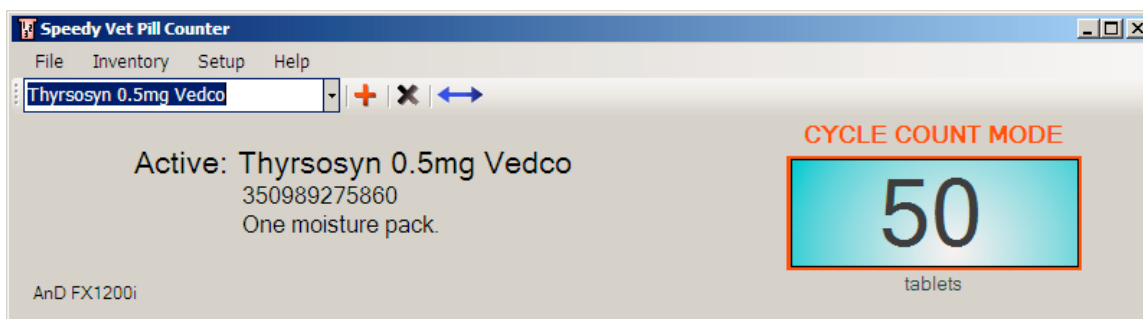 Speedy Vet Pill Counter
File Inventory Setup Help
Thyrsosyn 0.5mg Vedco
CYCLE COUNT MODE
Active: Thyrsosyn 0.5mg Vedco
350989275860
One moisture pack.
50
tablets
AnD FX1200i